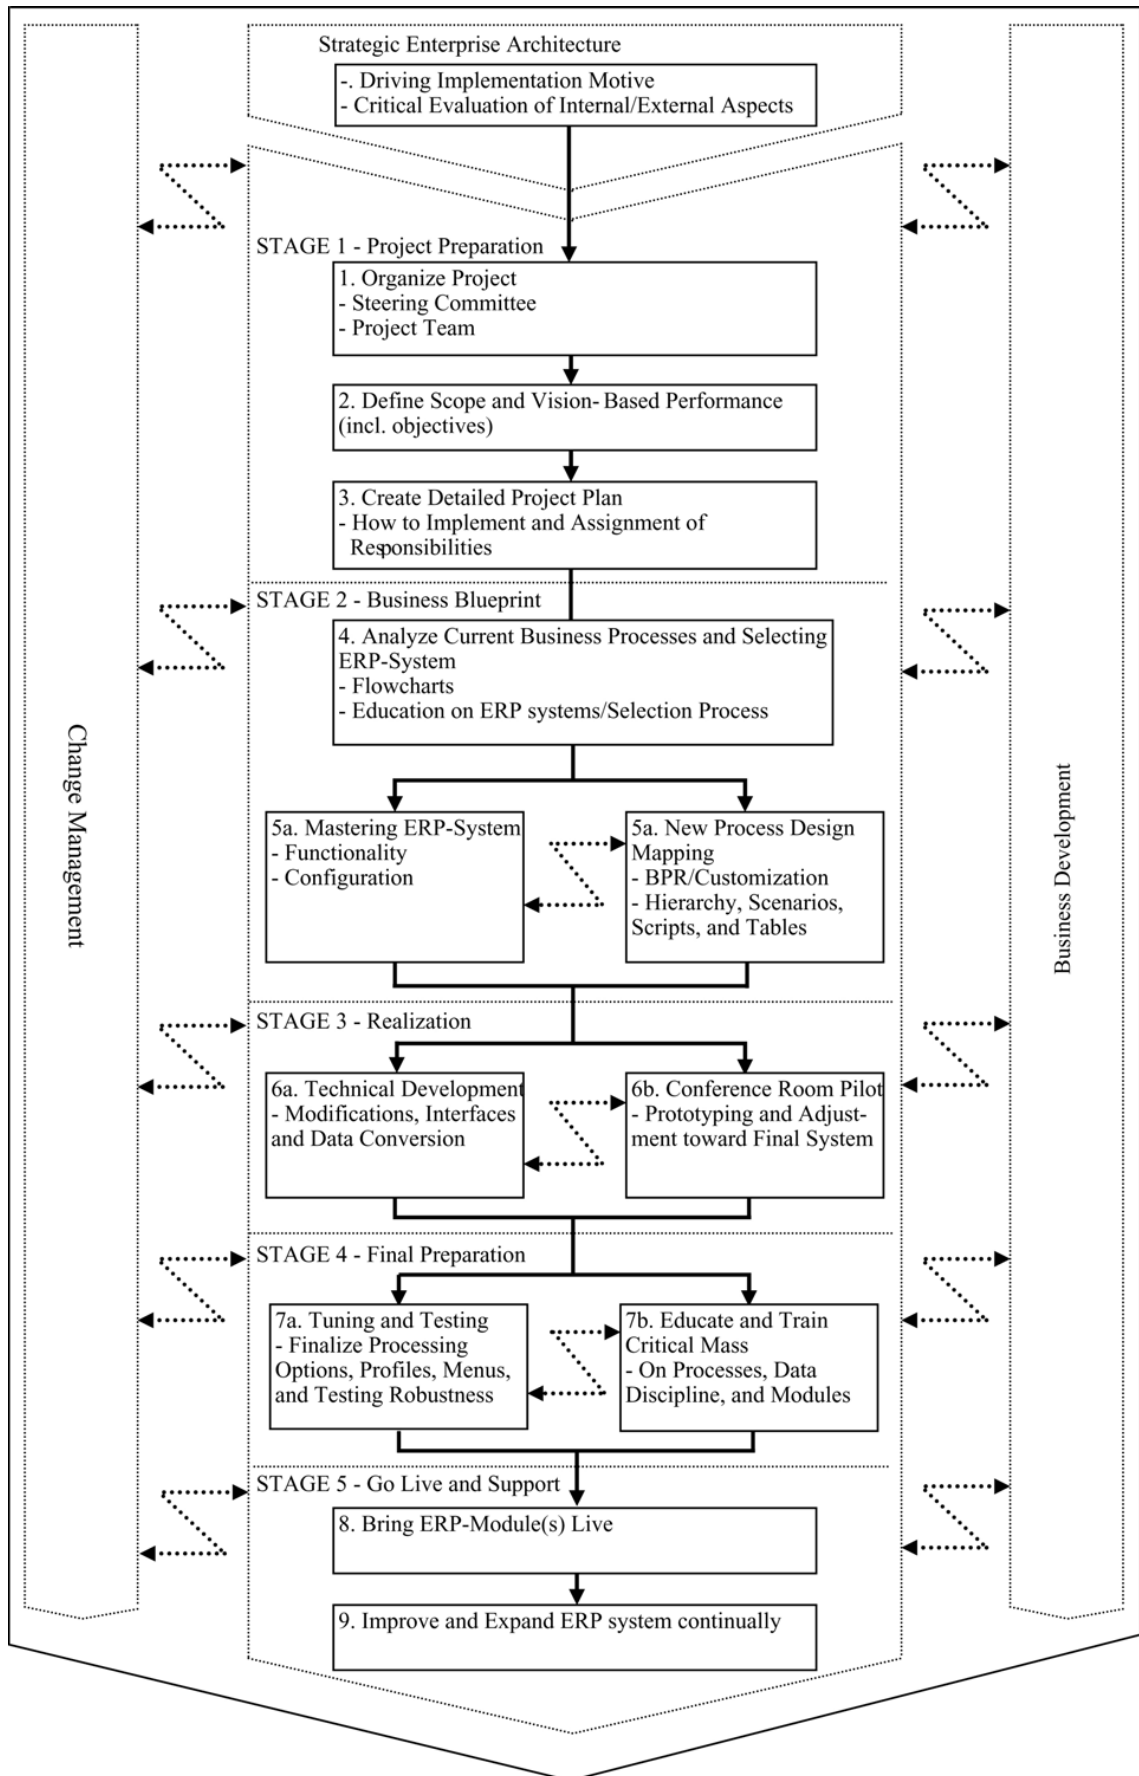 Strategic Enterprise Architecture
-. Driving Implementation Motive
- Critical Evaluation of Internal/External Aspects
STAGE 1 - Project Preparation
1. Organize Project
- Steering Committee
- Project Team
2. Define Scope and Vision- Based Performance
(incl. objectives)
3. Create Detailed Project Plan
- How to Implement and Assignment of
Responsibilities
STAGE 2 - Business Blueprint
4. Analyze Current Business Processes and Selecting
ERP-System
- Flowcharts
- Education on ERP systems/Selection Process
Change Management
Business Development
5a. Mastering ERP-System
- Functionality
- Configuration
5a. New Process Design
Mapping
- BPR/Customization
- Hierarchy, Scenarios,
Scripts, and Tables
STAGE 3 - Realization
6a. Technical Development
- Modifications, Interfaces
and Data Conversion
6b. Conference Room Pilot
- Prototyping and Adjust-
ment toward Final System
STAGE 4 - Final Preparation
7a. Tuning and Testing
- Finalize Processing
Options, Profiles, Menus,
and Testing Robustness
7b. Educate and Train
Critical Mass
- On Processes, Data
Discipline, and Modules
STAGE 5 - Go Live and Support
8. Bring ERP-Module(s) Live
9. Improve and Expand ERP system continually